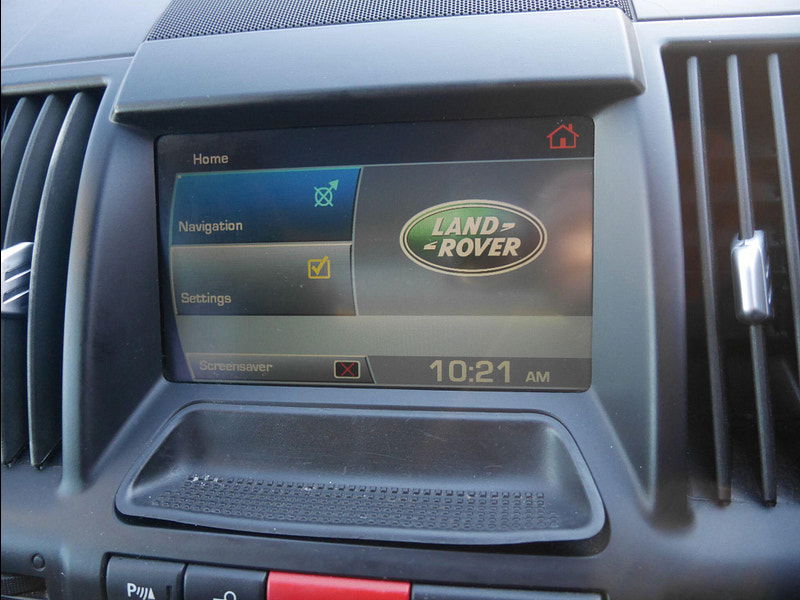 Home
Navigation
LAND-
-ROVER
Settings
Screensaver
10:21 AM
P